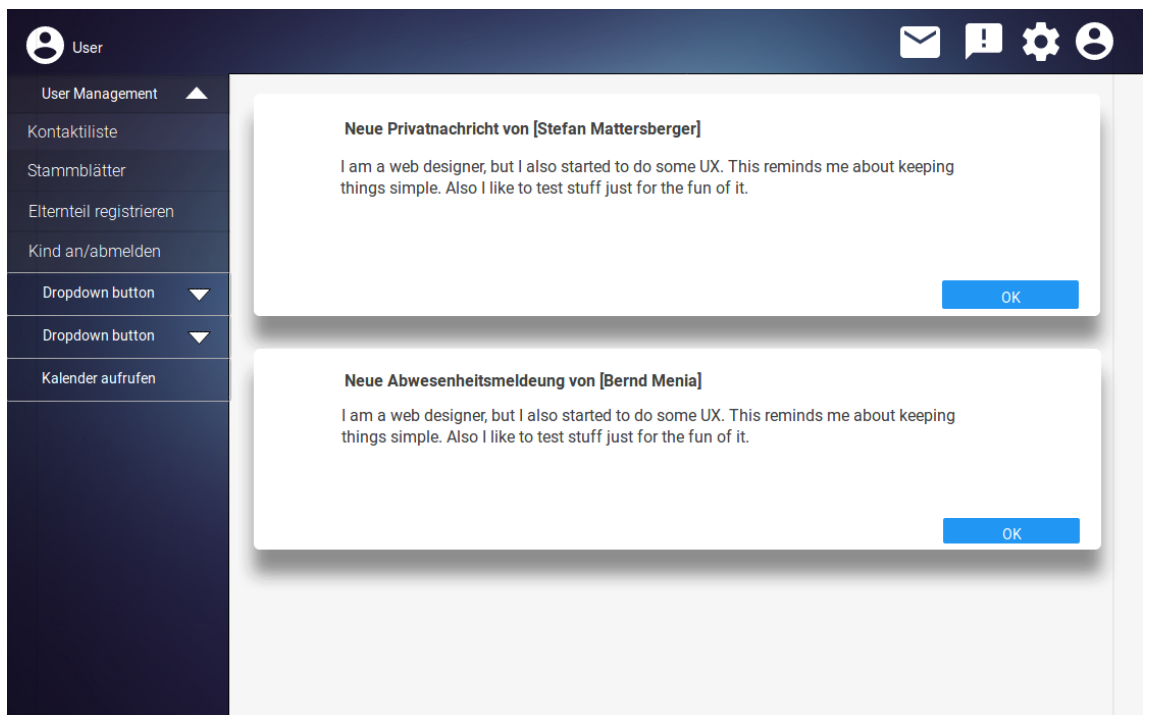 User
User Management
Kontaktiliste
Stammblätter
Elternteil registrieren
Kind an/abmelden
Dropdown button
Dropdown button
Kalender aufrufen
Neue Privatnachricht von [Stefan Mattersberger]
I am a web designer, but I also started to do some UX. This reminds me about keeping
things simple. Also I like to test stuff just for the fun of it.
OK
Neue Abwesenheitsmeldung von [Bernd Menia]
I am a web designer, but I also started to do some UX. This reminds me about keeping
things simple. Also I like to test stuff just for the fun of it.
OK